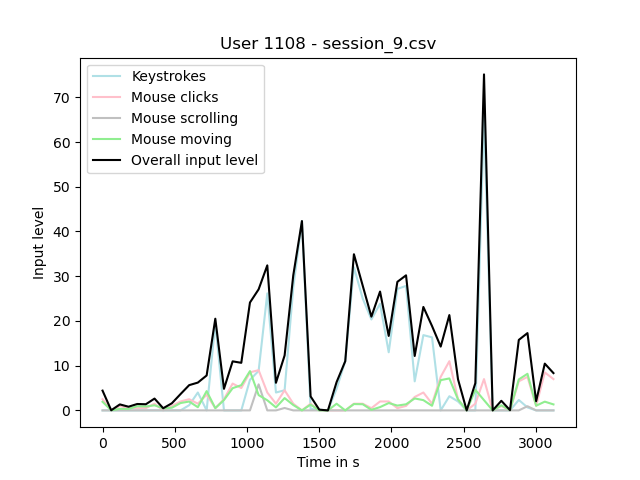 User 1108 - session_9.csv
Keystrokes
Mouse clicks
Mouse scrolling
Mouse moving
Overall input level
Input level
70
60
50
40
30
20
10
0
0 500 1000 1500 2000 2500 3000
Time in s